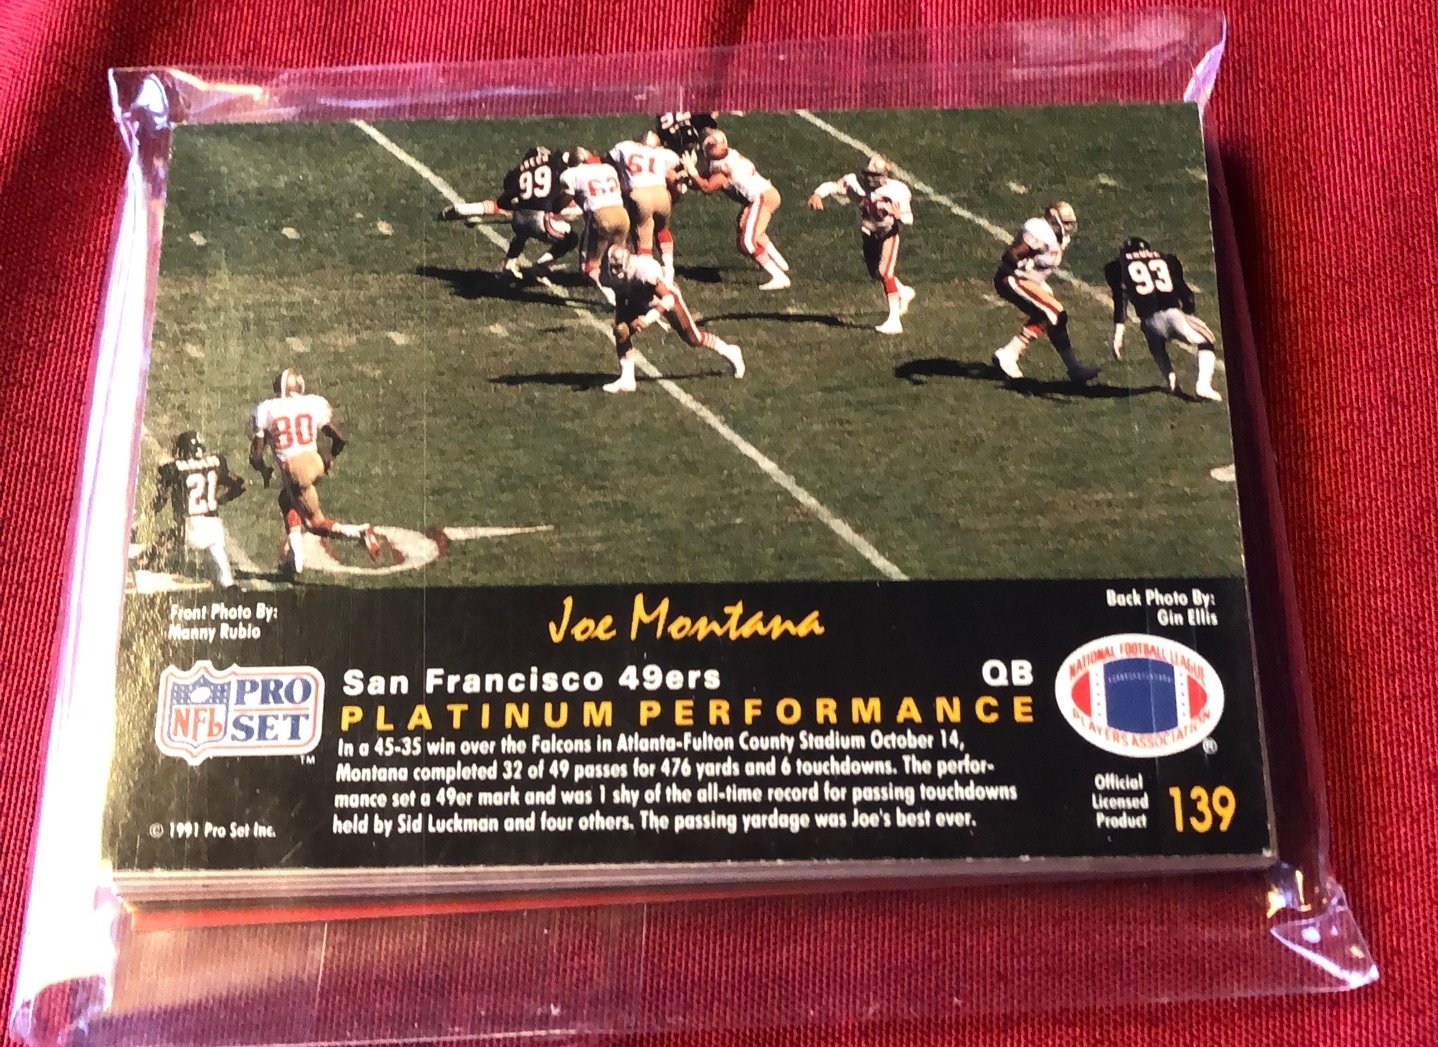 99
62
61
80
21
93
Front Photo By:
Manny Rubio
Joe Montana
Back Photo By:
Gin Ellis
NFL PRO SET ™
San Francisco 49ers QB
PLATINUM PERFORMANCE
In a 45-35 win over the Falcons in Atlanta-Fulton County Stadium October 14,
Montana completed 32 of 49 passes for 476 yards and 6 touchdowns. The perfor-
mance set a 49er mark and was 1 shy of the all-time record for passing touchdowns
held by Sid Luckman and four others. The passing yardage was Joe's best ever.
© 1991 Pro Set Inc.
NATIONAL FOOTBALL LEAGUE
PLAYERS ASSOCIATION ®
Official
Licensed
Product
139